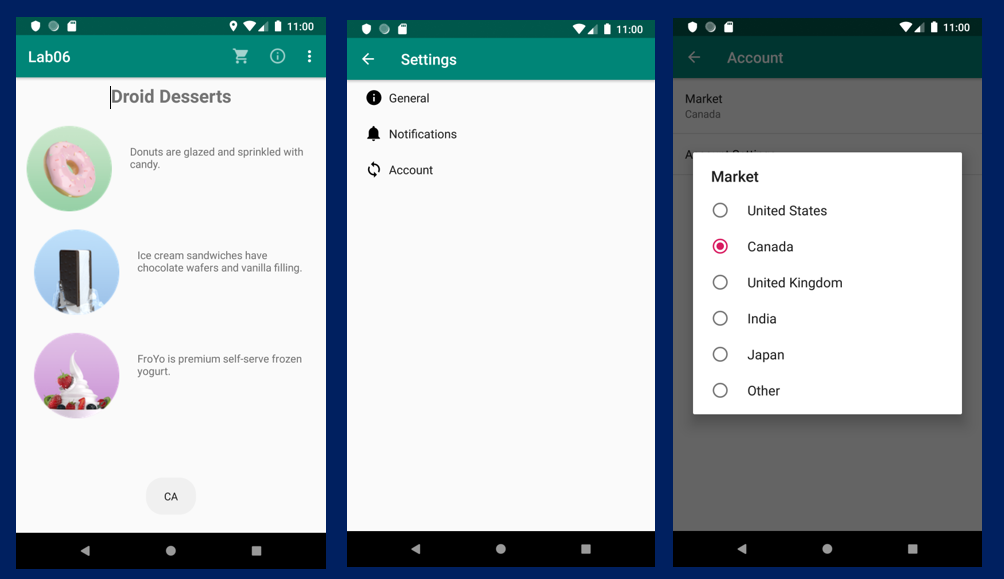 11:00
Lab06
Droid Desserts
Donuts are glazed and sprinkled with
candy.
Ice cream sandwiches have
chocolate wafers and vanilla filling.
FroYo is premium self-serve frozen
yogurt.
CA
11:00
Settings
General
Notifications
Account
11:00
Account
Market
Canada
Market
United States
Canada
United Kingdom
India
Japan
Other